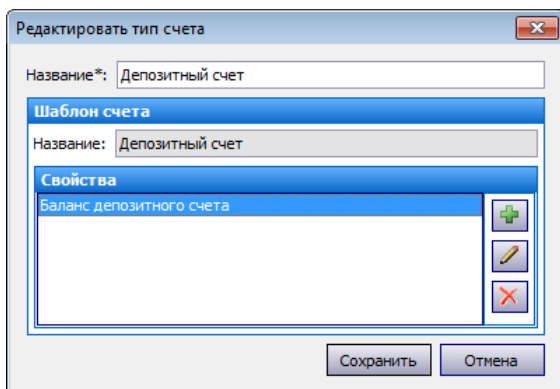 Редактировать тип счета
Название*: Депозитный счет
Шаблон счета
Название: Депозитный счет
Свойства
Баланс депозитного счета
Сохранить Отмена